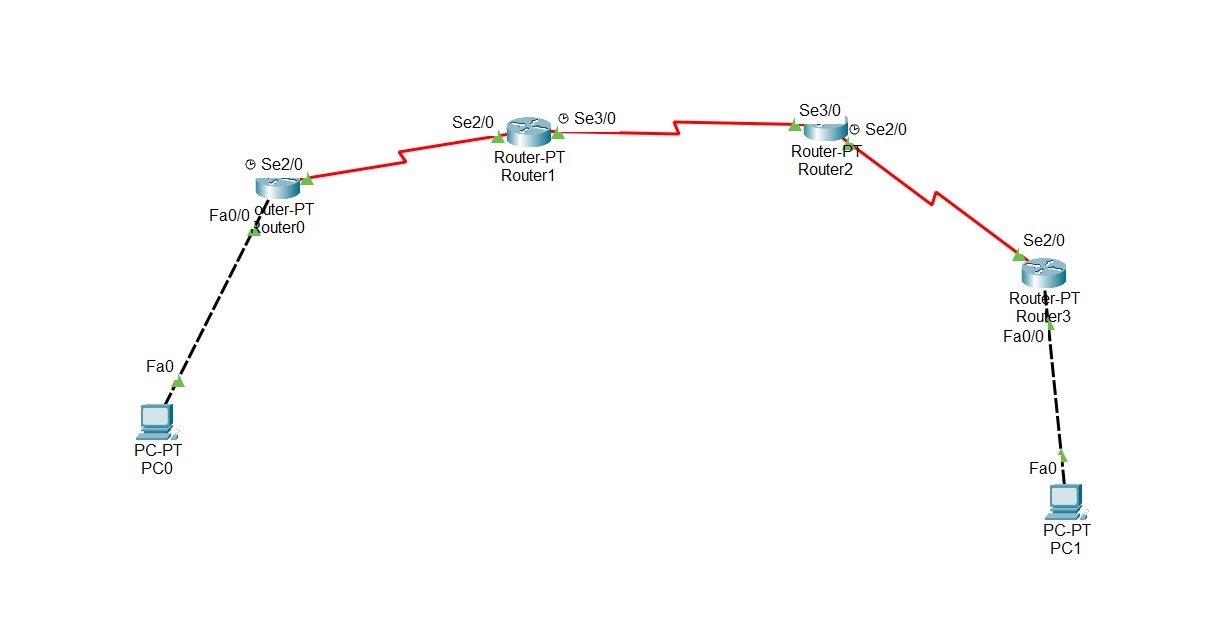 Se3/0
Se2/0
Se3/0
Se2/0
Router-PT
Router1
Router-PT
Router2
Se2/0
Fa0/0
outer-PT
Router0
Se2/0
Router-PT
Router3
Fa0/0
Fa0
PC-PT
PC0
Fa0
PC-PT
PC1